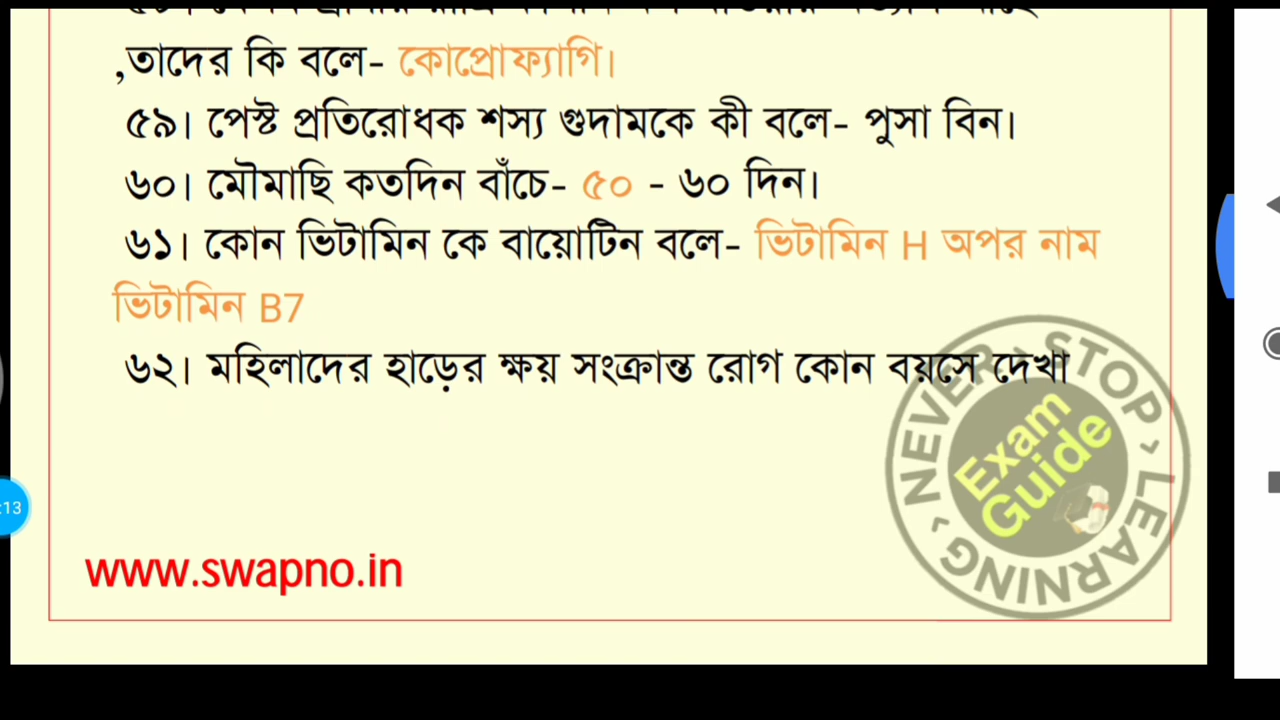 ,তাদের কি বলে- কোপ্রোফ্যাগি।
৫৯। পেস্ট প্রতিরোধক শস্য গুদামকে কী বলে- পুসা বিন।
৬০। মৌমাছি কতদিন বাঁচে- ৫০ - ৬০ দিন।
৬১। কোন ভিটামিন কে বায়োটিন বলে- ভিটামিন H অপর নাম
ভিটামিন B7
৬২। মহিলাদের হাড়ের ক্ষয় সংক্রান্ত রোগ কোন বয়সে দেখা
NEVER › STOP › LEARNING ›
Exam
Guide
:13
www.swapno.in